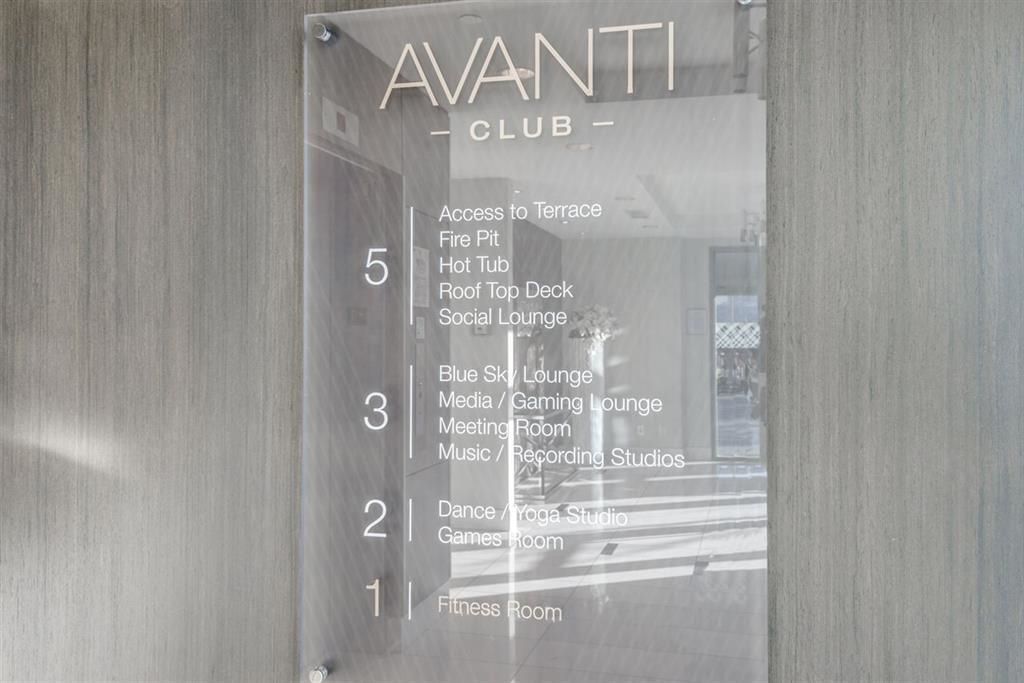 AVANTI
- CLUB -
5
Access to Terrace
Fire Pit
Hot Tub
Roof Top Deck
Social Lounge
3
Blue Sky Lounge
Media / Gaming Lounge
Meeting Room
Music / Recording Studios
2
Dance / Yoga Studio
Games Room
1
Fitness Room